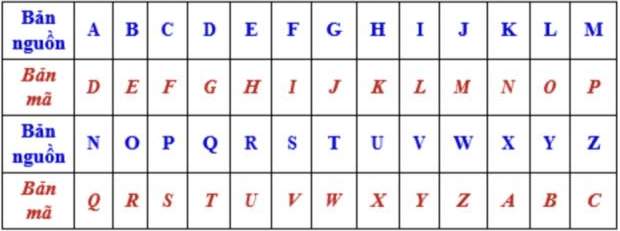 Bản nguồn A B C D E F G H I J K L M
Bản mã D E F G H I J K L M N O P
Bản nguồn N O P Q R S T U V W X Y Z
Bản mã Q R S T U V W X Y Z A B C